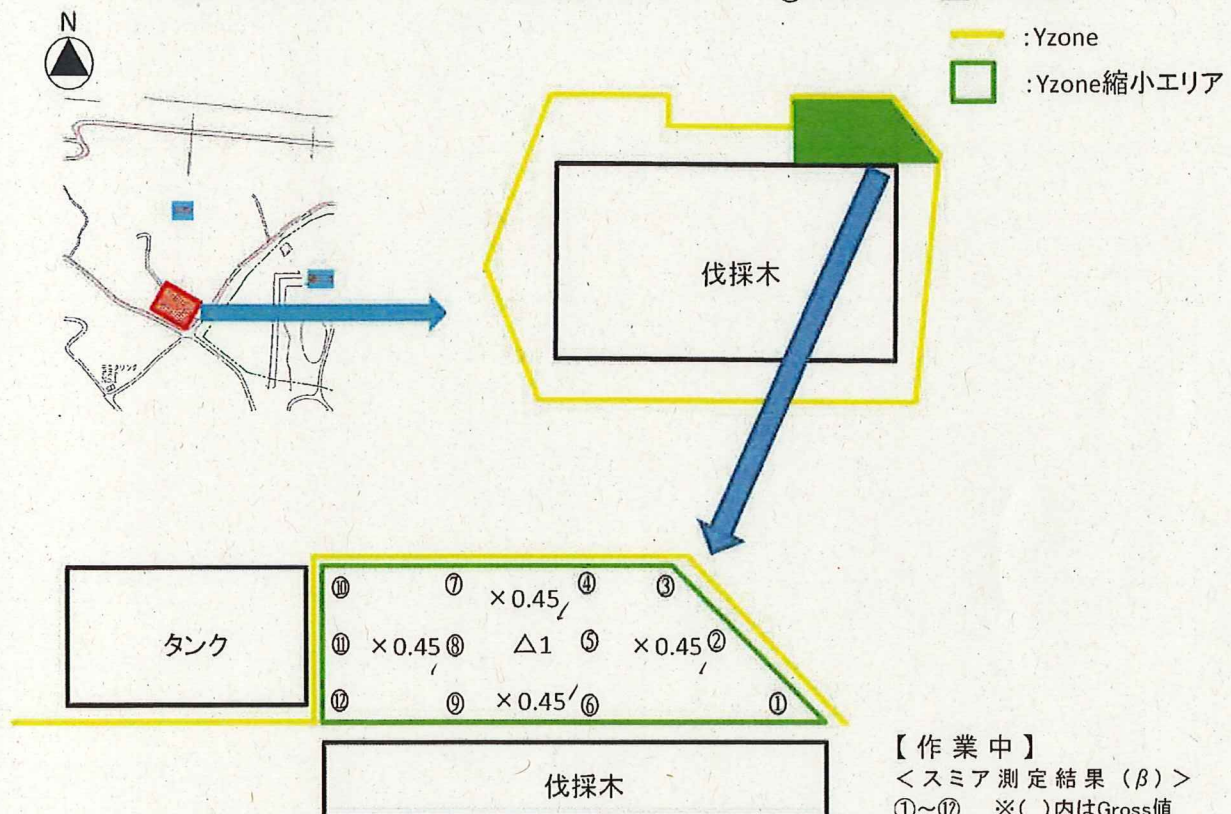 N
:Yzone
:Yzone縮小エリア
伐採木
⑩ ⑦ ×0.45 ④ ③
タンク
⑪ ×0.45 ⑧ △1 ⑤ ×0.45 ②
⑫ ⑨ ×0.45 ⑥ ①
伐採木
【作業中】
<スミア測定結果(β)>
①~⑫ ※( )内はGross値